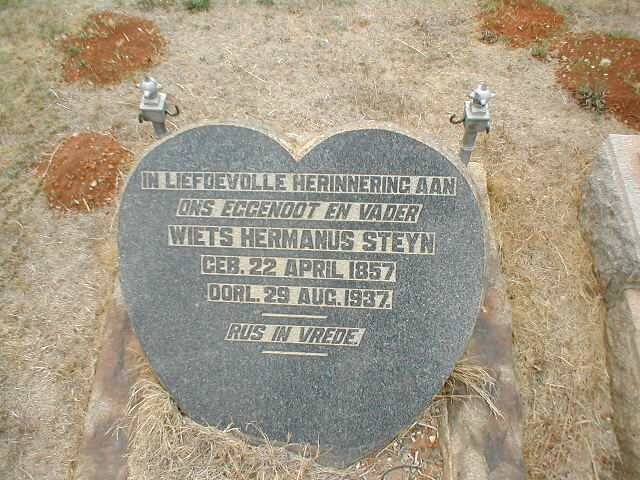 IN LIEFDEVOLLE HERINNERING AAN
ONS EGGENOOT EN VADER
WIETS HERMANUS STEYN
GEB. 22 APRIL 1857
OORL. 29 AUG. 1937.
RUS IN VREDE